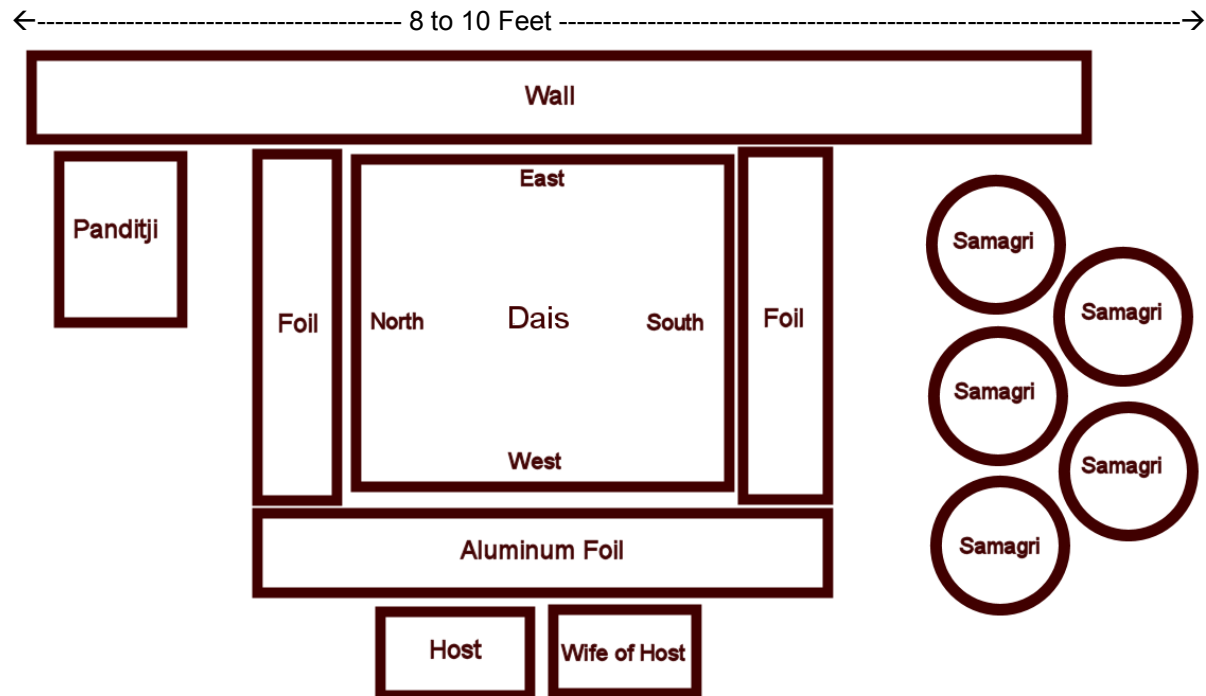 ←---------------------------------------- 8 to 10 Feet ----------------------------------------------------------------------→
Wall
East
Panditji
Samagri
Samagri
Foil
North
Dais
South
Foil
Samagri
West
Samagri
Aluminum Foil
Samagri
Host
Wife of Host